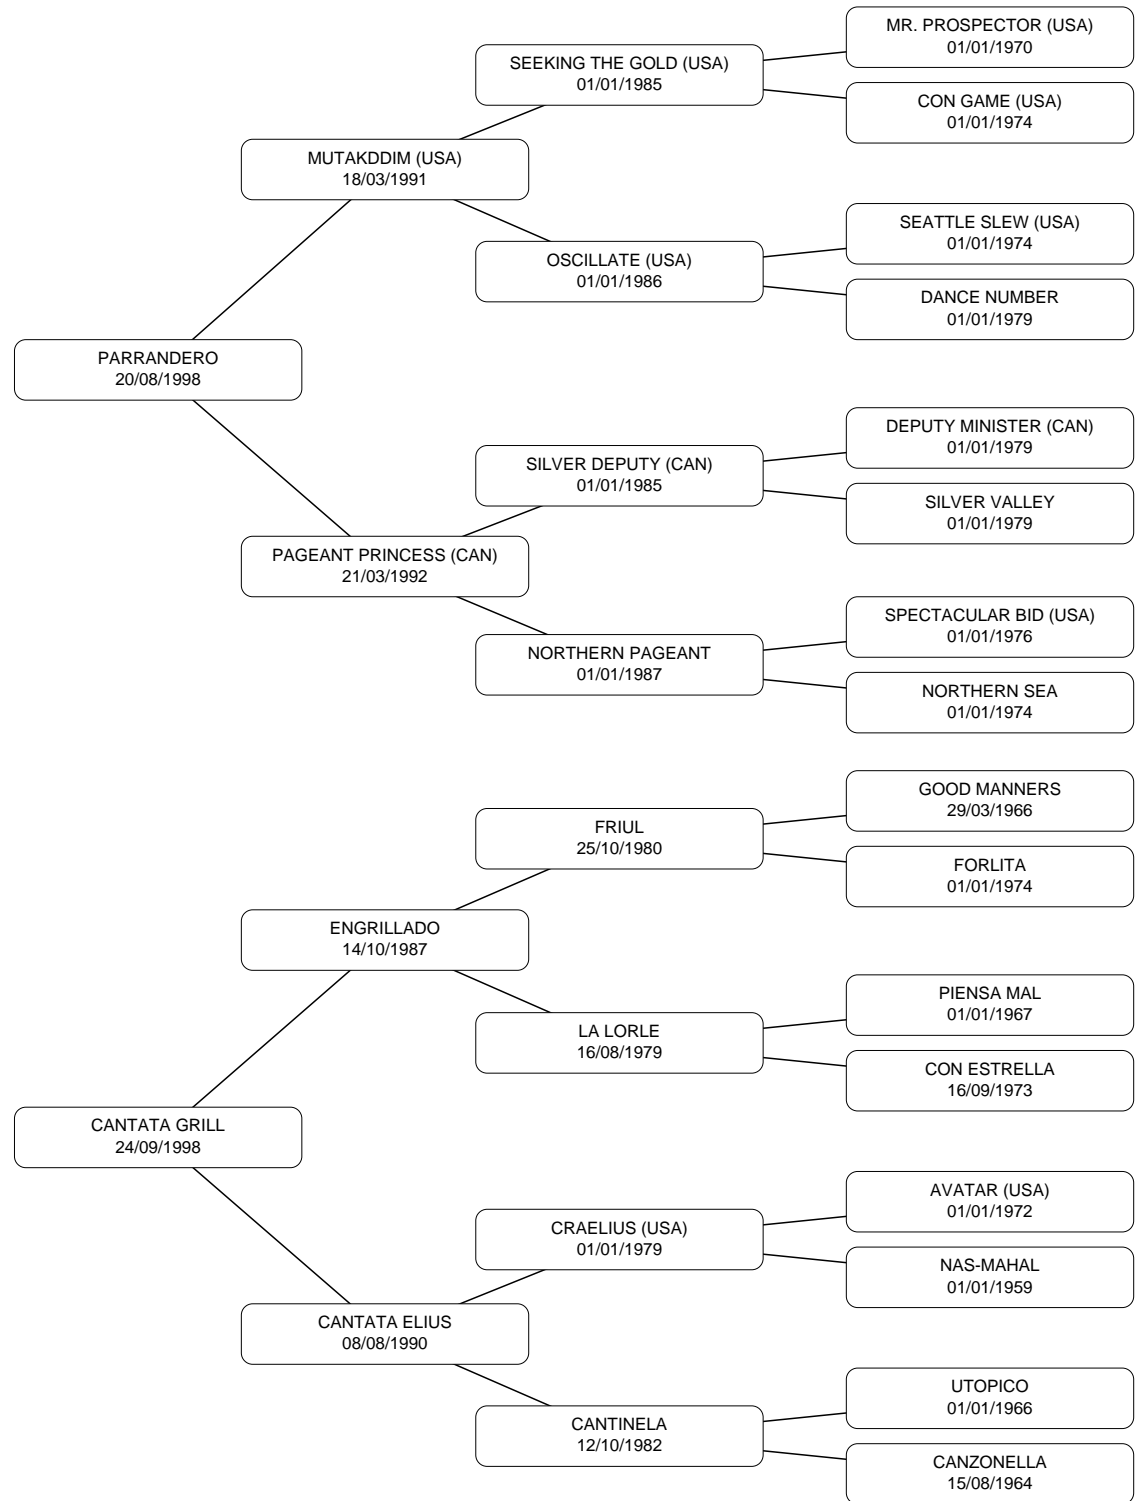 MR. PROSPECTOR (USA)
01/01/1970
SEEKING THE GOLD (USA)
01/01/1985
CON GAME (USA)
01/01/1974
MUTAKDDIM (USA)
18/03/1991
SEATTLE SLEW (USA)
01/01/1974
OSCILLATE (USA)
01/01/1986
DANCE NUMBER
01/01/1979
PARRANDERO
20/08/1998
DEPUTY MINISTER (CAN)
01/01/1979
SILVER DEPUTY (CAN)
01/01/1985
SILVER VALLEY
01/01/1979
PAGEANT PRINCESS (CAN)
21/03/1992
SPECTACULAR BID (USA)
01/01/1976
NORTHERN PAGEANT
01/01/1987
NORTHERN SEA
01/01/1974
GOOD MANNERS
29/03/1966
FRIUL
25/10/1980
FORLITA
01/01/1974
ENGRILLADO
14/10/1987
PIENSA MAL
01/01/1967
LA LORLE
16/08/1979
CON ESTRELLA
16/09/1973
CANTATA GRILL
24/09/1998
AVATAR (USA)
01/01/1972
CRAELIUS (USA)
01/01/1979
NAS-MAHAL
01/01/1959
CANTATA ELIUS
08/08/1990
UTOPICO
01/01/1966
CANTINELA
12/10/1982
CANZONELLA
15/08/1964